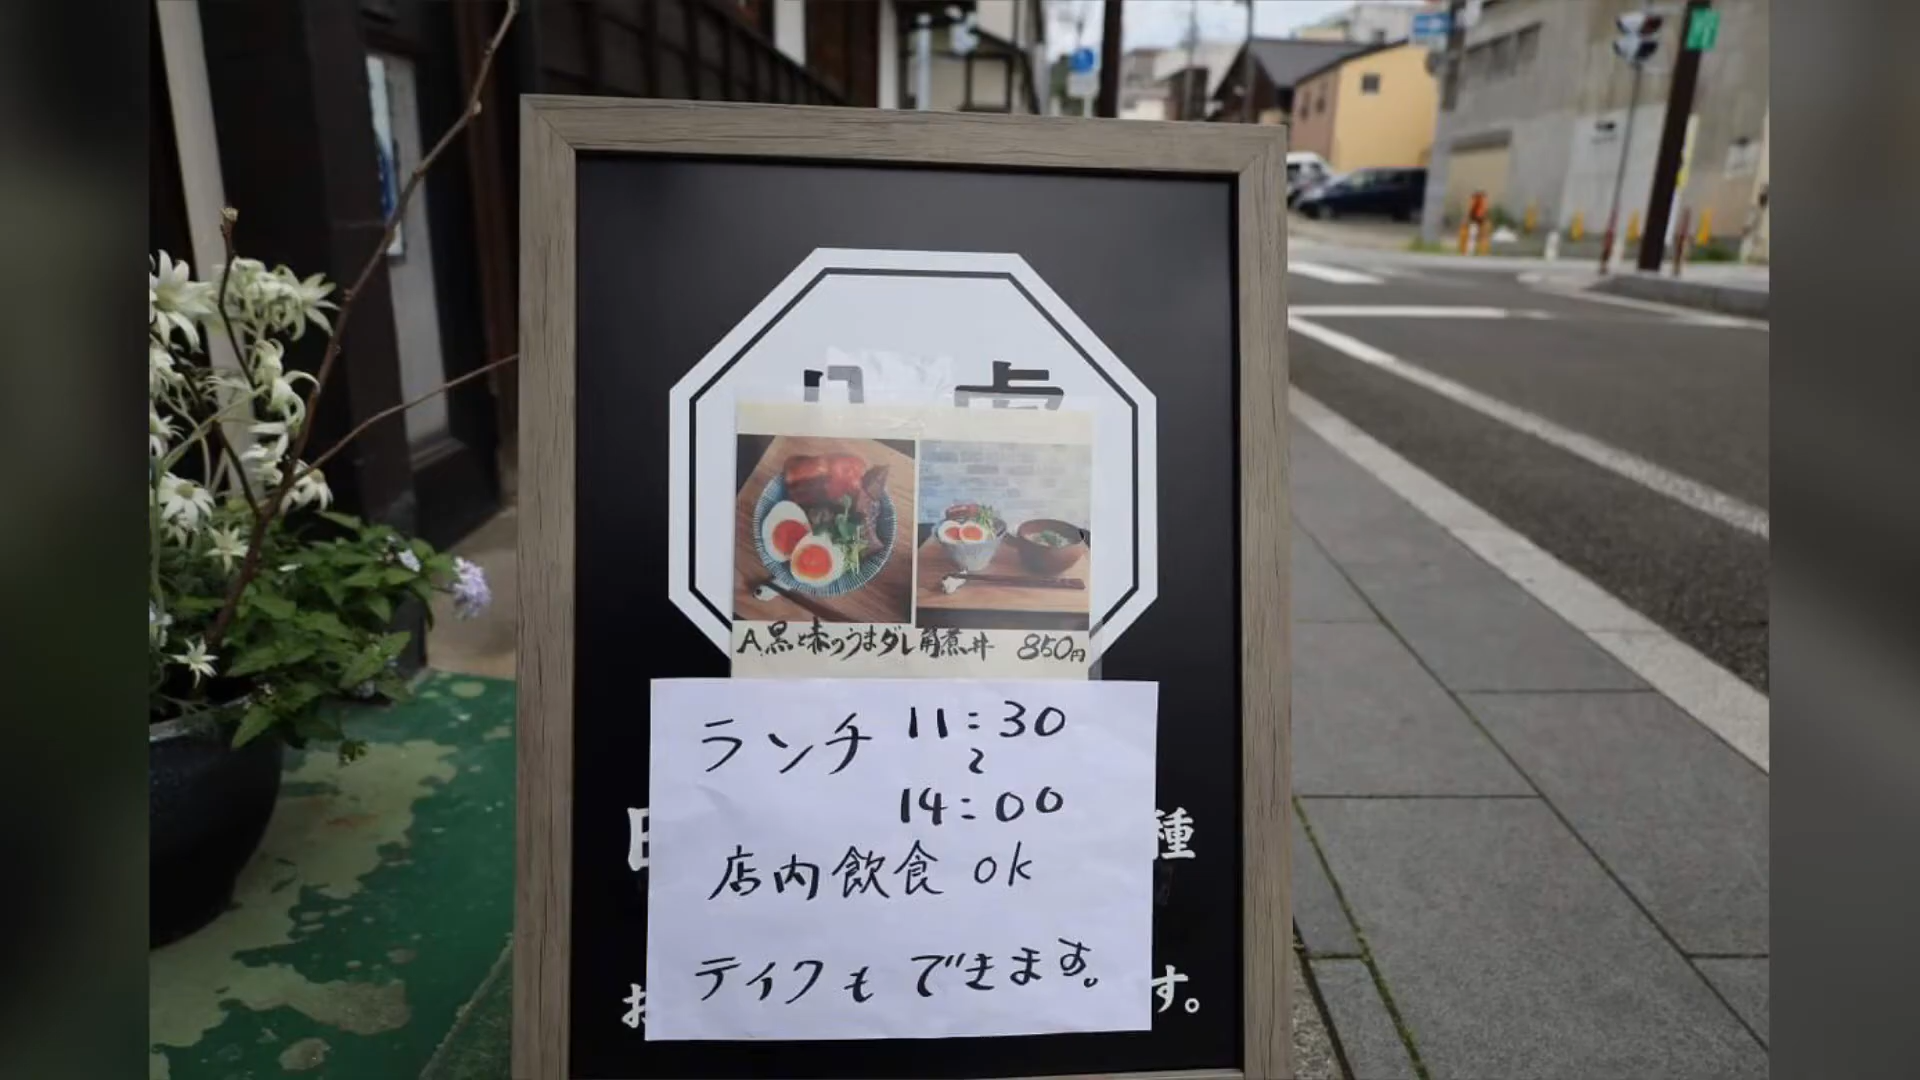 A.黒と赤のうまダレ角煮丼 850円
ランチ 11:30
〜
14:00
種
店内飲食 ok
テイクも できます。
お
す。